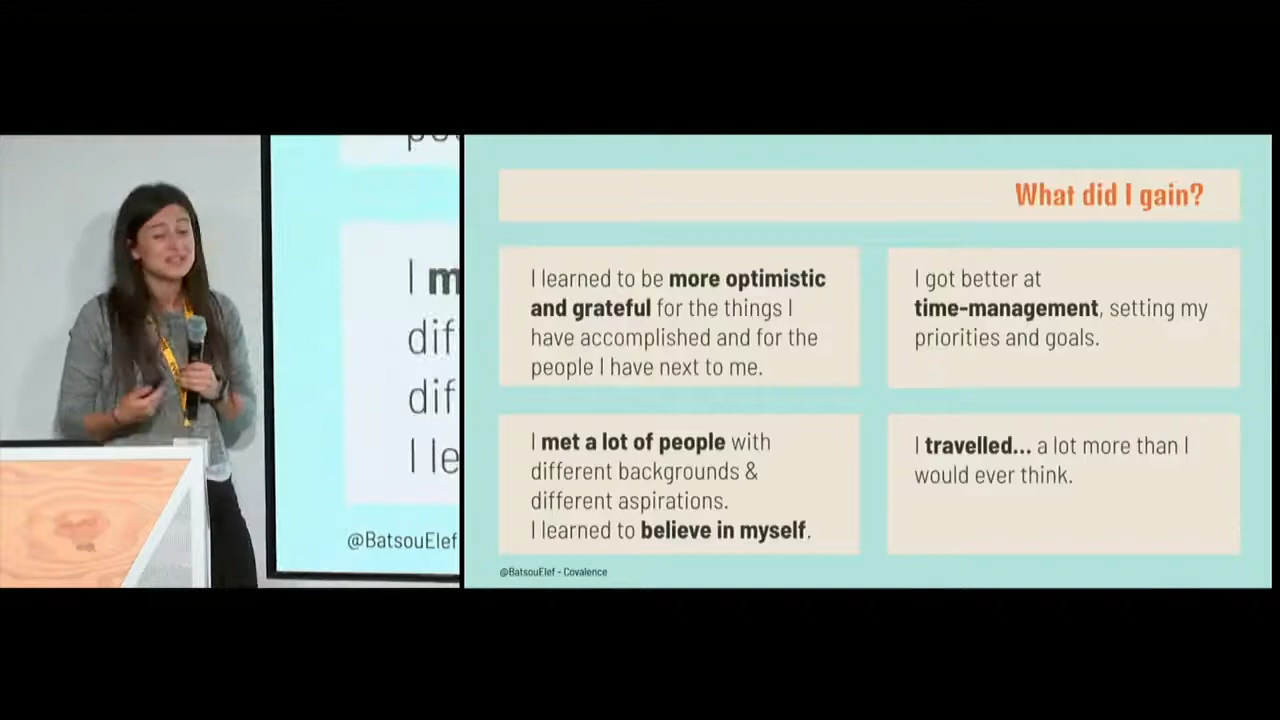 I m
dif
dif
I le
@BatsouElef
What did I gain?
I learned to be more optimistic
and grateful for the things I
have accomplished and for the
people I have next to me.
I got better at
time-management, setting my
priorities and goals.
I met a lot of people with
different backgrounds &
different aspirations.
I learned to believe in myself.
I travelled... a lot more than I
would ever think.
@BatsouElef - Covalence